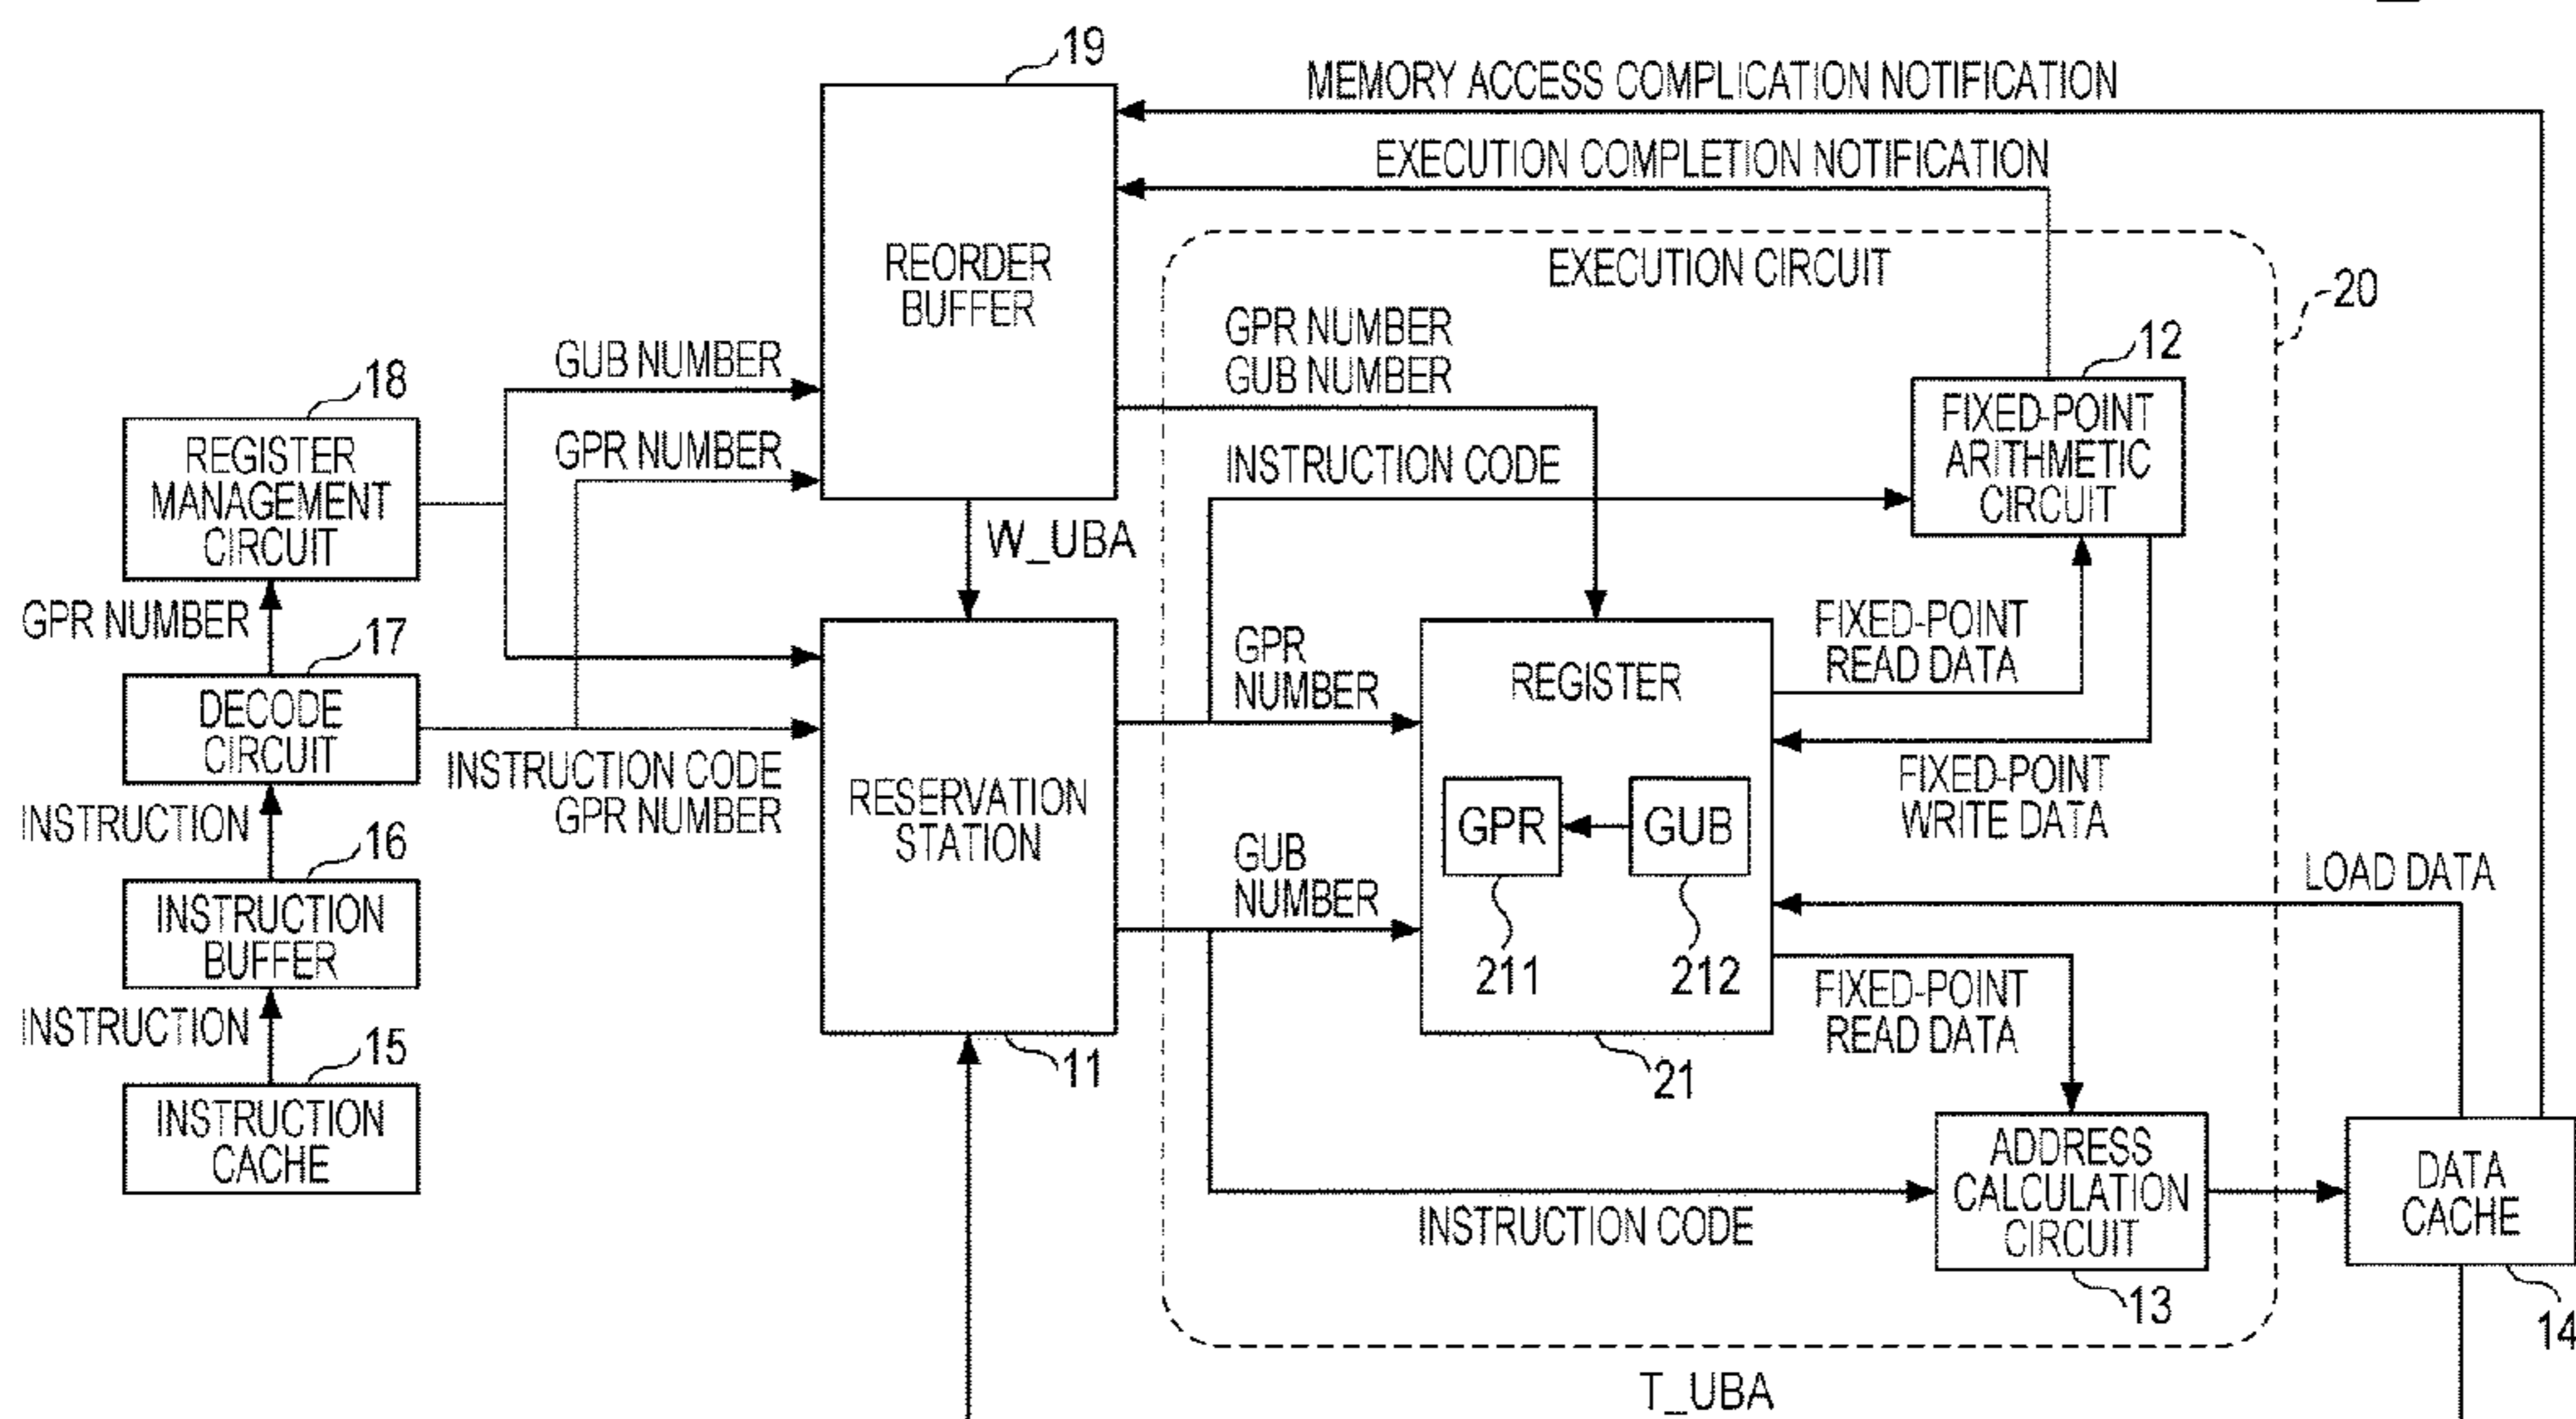 19
MEMORY ACCESS COMPLICATION NOTIFICATION
EXECUTION COMPLETION NOTIFICATION
REORDER
BUFFER
EXECUTION CIRCUIT
20
GPR NUMBER
GUB NUMBER
12
FIXED-POINT
ARITHMETIC
CIRCUIT
GUB NUMBER
GPR NUMBER
18
REGISTER
MANAGEMENT
CIRCUIT
INSTRUCTION CODE
W_UBA
GPR NUMBER
17
DECODE
CIRCUIT
INSTRUCTION CODE
GPR NUMBER
INSTRUCTION
16
INSTRUCTION
BUFFER
INSTRUCTION
15
INSTRUCTION
CACHE
RESERVATION
STATION
11
GPR
NUMBER
GUB
NUMBER
REGISTER
GPR
GUB
211
212
21
FIXED-POINT
READ DATA
FIXED-POINT
WRITE DATA
LOAD DATA
FIXED-POINT
READ DATA
INSTRUCTION CODE
ADDRESS
CALCULATION
CIRCUIT
13
DATA
CACHE
14
T_UBA